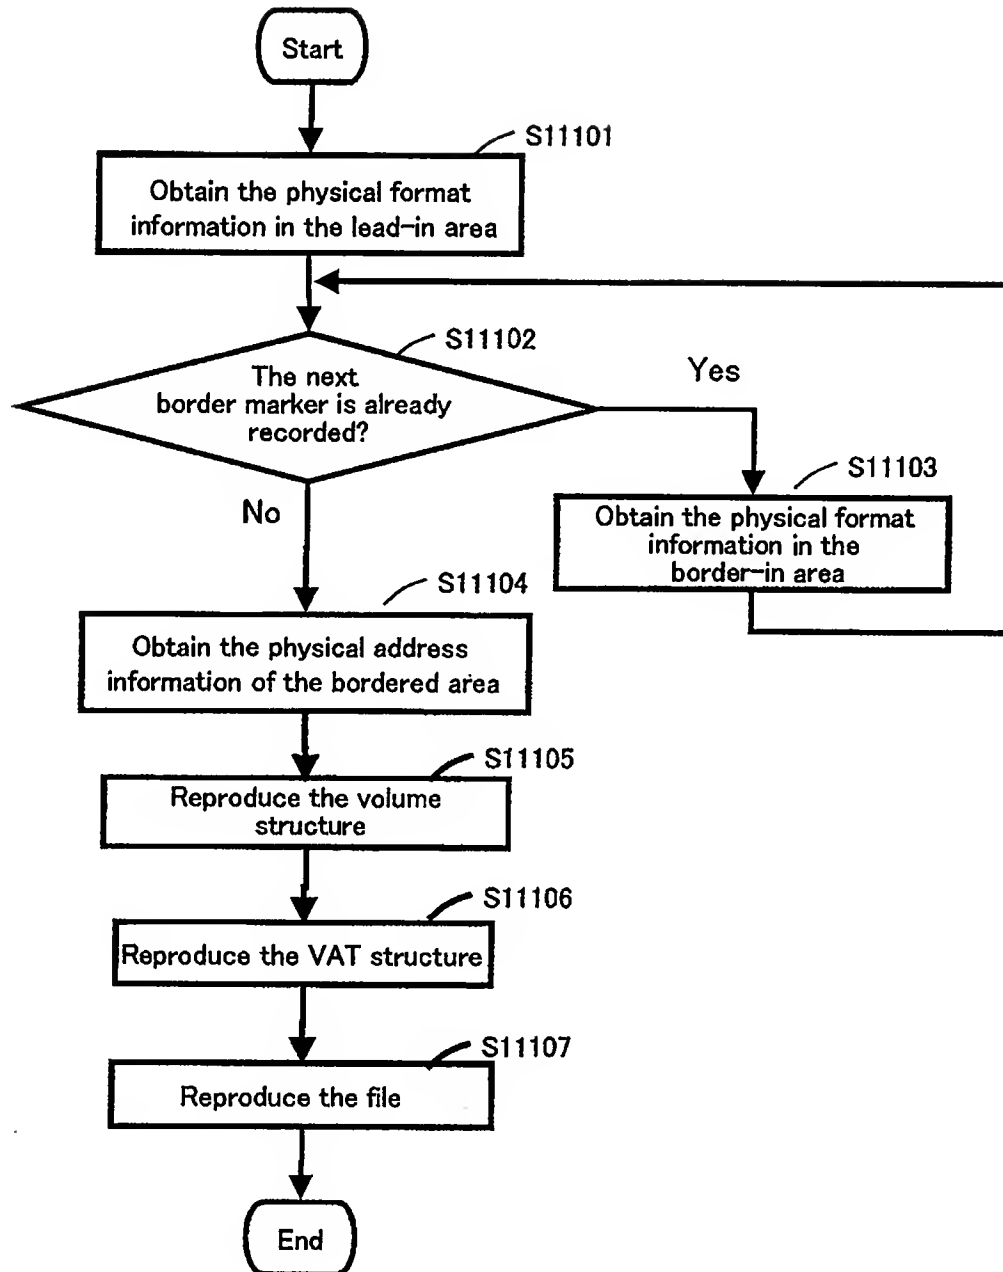 Start
S11101
Obtain the physical format
information in the lead-in area
S11102
The next
border marker is already
recorded?
Yes
No
S11103
Obtain the physical format
information in the
border-in area
S11104
Obtain the physical address
information of the bordered area
S11105
Reproduce the volume
structure
S11106
Reproduce the VAT structure
S11107
Reproduce the file
End